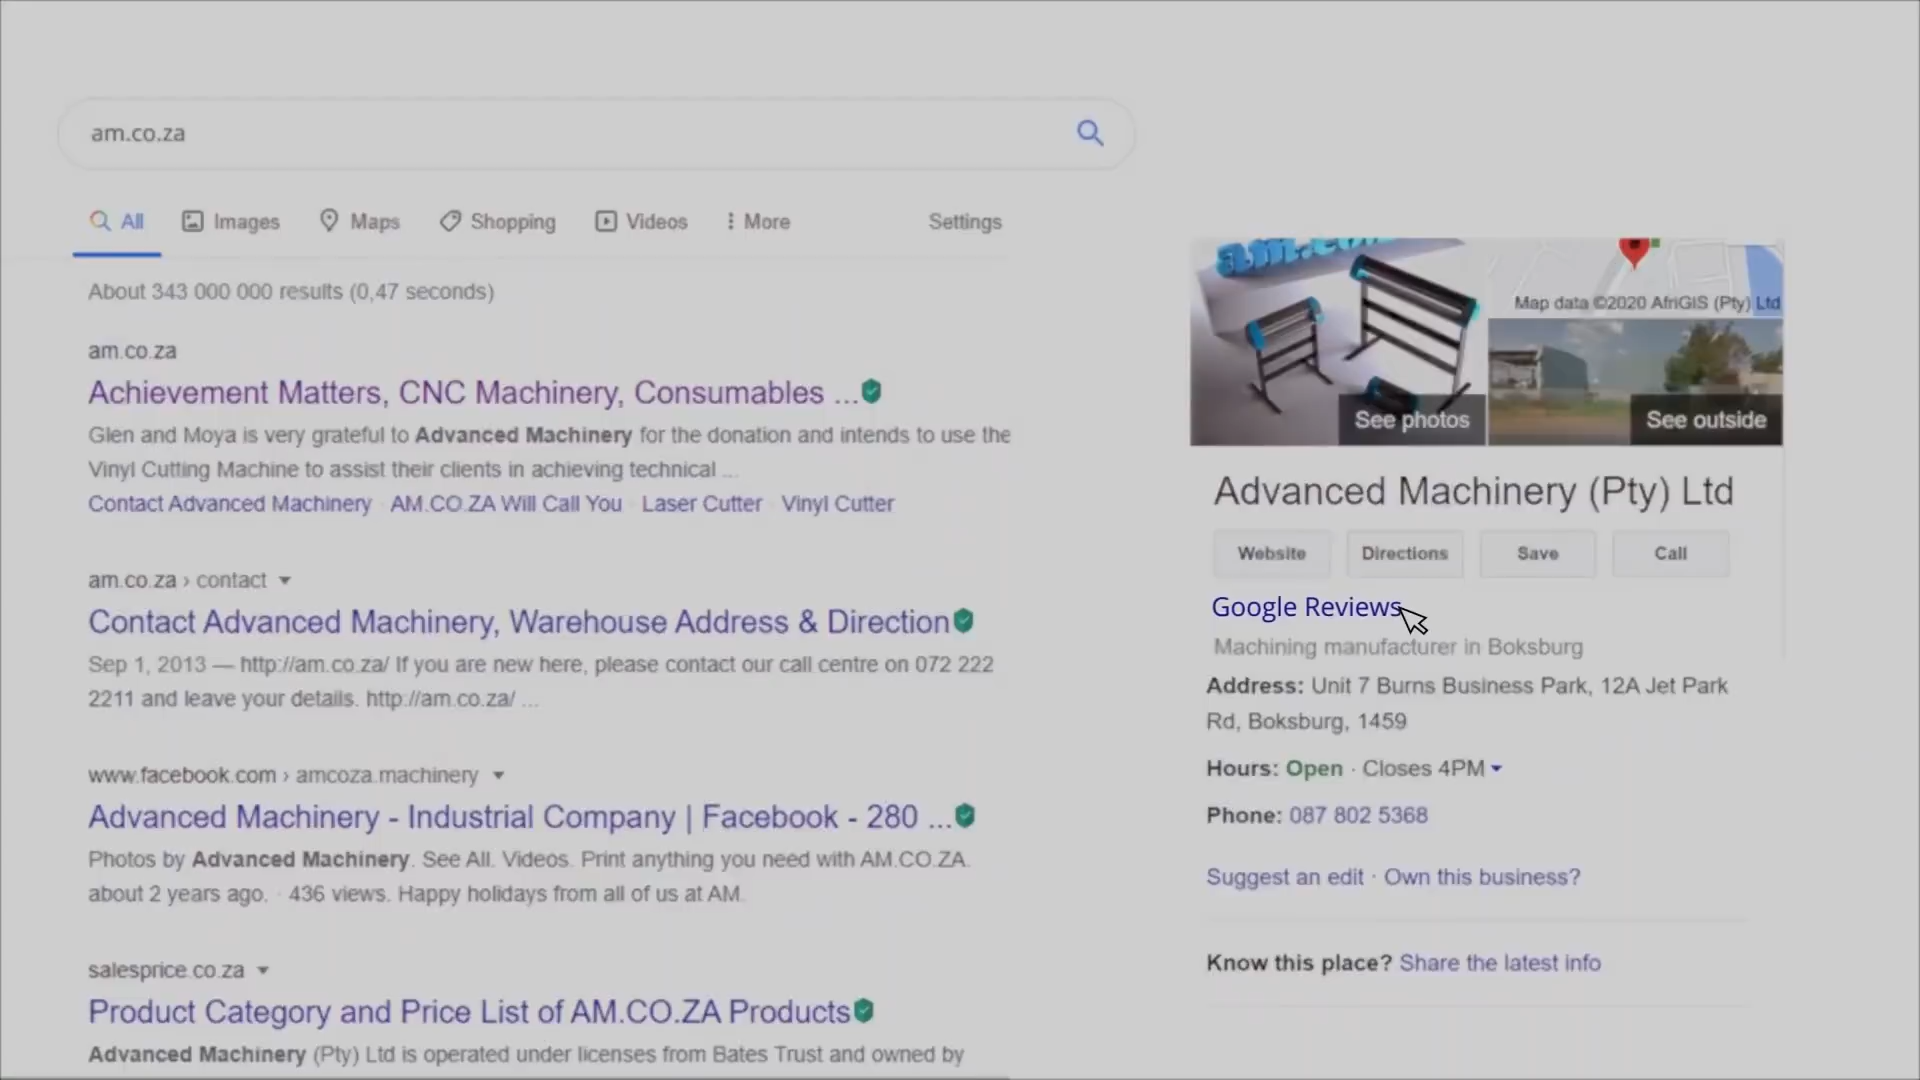 am.co.za
All
Images
Maps
Shopping
Videos
More
Settings
About 343 000 000 results (0,47 seconds)
am.co.za
Achievement Matters, CNC Machinery, Consumables ...
Glen and Moya is very grateful to Advanced Machinery for the donation and intends to use the
Vinyl Cutting Machine to assist their clients in achieving technical ...
Contact Advanced Machinery · AM.CO.ZA Will Call You · Laser Cutter · Vinyl Cutter
am.co.za › contact
Contact Advanced Machinery, Warehouse Address & Direction
Sep 1, 2013 — http://am.co.za/ If you are new here, please contact our call centre on 072 222
2211 and leave your details. http://am.co.za/ ...
www.facebook.com › amcoza.machinery
Advanced Machinery - Industrial Company | Facebook - 280 ...
Photos by Advanced Machinery. See All. Videos. Print anything you need with AM.CO.ZA.
about 2 years ago. · 436 views. Happy holidays from all of us at AM.
salesprice.co.za
Product Category and Price List of AM.CO.ZA Products
Advanced Machinery (Pty) Ltd is operated under licenses from Bates Trust and owned by
Map data ©2020 AfriGIS (Pty) Ltd
See photos
See outside
Advanced Machinery (Pty) Ltd
Website
Directions
Save
Call
Google Reviews
Machining manufacturer in Boksburg
Address: Unit 7 Burns Business Park, 12A Jet Park
Rd, Boksburg, 1459
Hours: Open · Closes 4PM
Phone: 087 802 5368
Suggest an edit · Own this business?
Know this place? Share the latest info